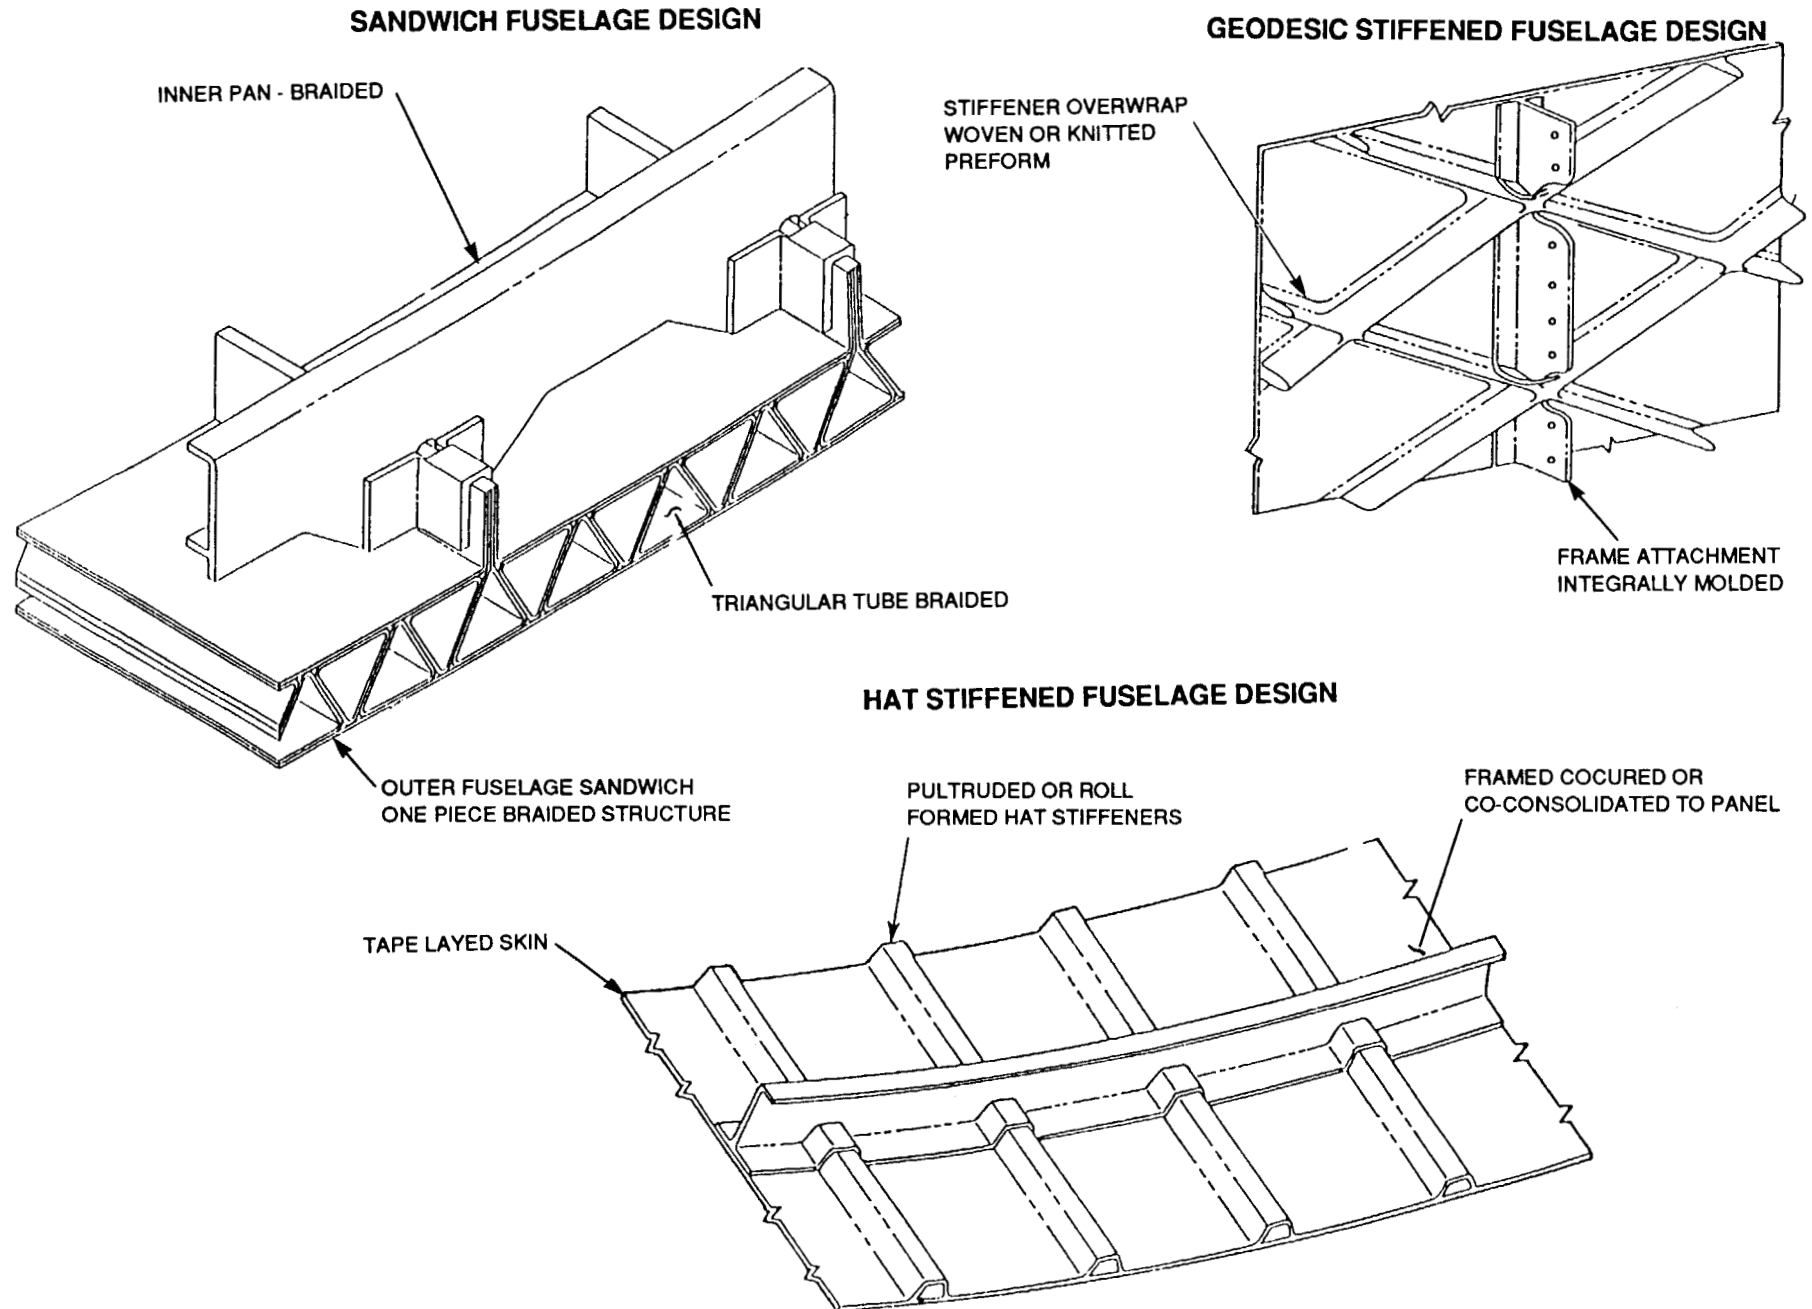 SANDWICH FUSELAGE DESIGN
INNER PAN - BRAIDED
TRIANGULAR TUBE BRAIDED
OUTER FUSELAGE SANDWICH
ONE PIECE BRAIDED STRUCTURE
GEODESIC STIFFENED FUSELAGE DESIGN
STIFFENER OVERWRAP
WOVEN OR KNITTED
PREFORM
FRAME ATTACHMENT
INTEGRALLY MOLDED
HAT STIFFENED FUSELAGE DESIGN
PULTRUDED OR ROLL
FORMED HAT STIFFENERS
FRAMED COCURED OR
CO-CONSOLIDATED TO PANEL
TAPE LAYED SKIN